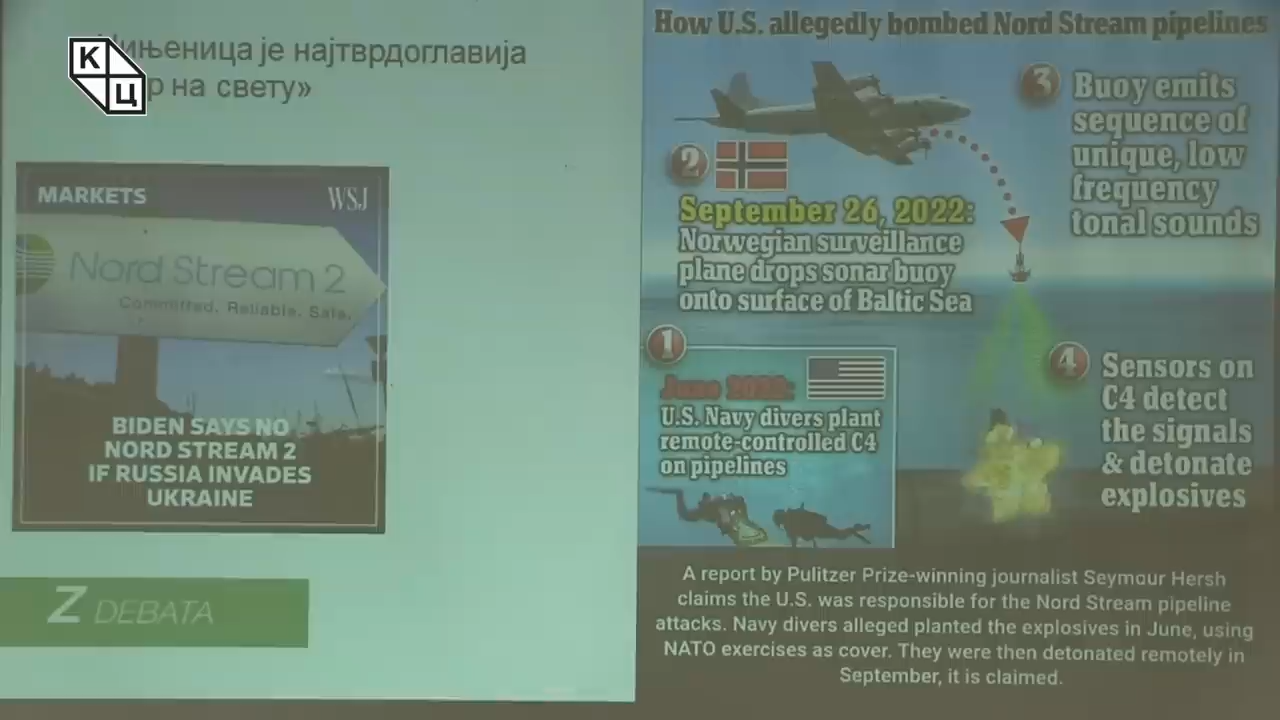 Чињеница је најтврдоглавија
на свету»
К
Ц
MARKETS
WSJ
Nord Stream 2
Committed. Reliable. Safe.
BIDEN SAYS NO
NORD STREAM 2
IF RUSSIA INVADES
UKRAINE
Z DEBATA
How U.S. allegedly bombed Nord Stream pipelines
3
Buoy emits
sequence of
unique, low
frequency
tonal sounds
2
September 26, 2022:
Norwegian surveillance
plane drops sonar buoy
onto surface of Baltic Sea
1
June 2022:
U.S. Navy divers plant
remote-controlled C4
on pipelines
4
Sensors on
C4 detect
the signals
& detonate
explosives
A report by Pulitzer Prize-winning journalist Seymour Hersh
claims the U.S. was responsible for the Nord Stream pipeline
attacks. Navy divers alleged planted the explosives in June, using
NATO exercises as cover. They were then detonated remotely in
September, it is claimed.